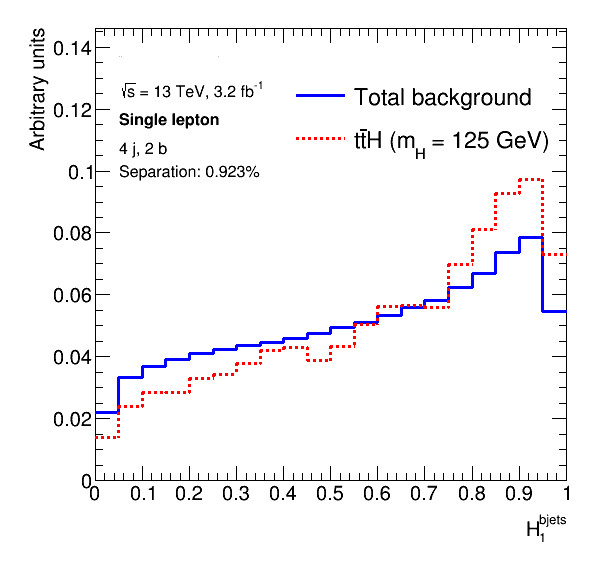 Arbitrary units
0.14
0.12
0.1
0.08
0.06
0.04
0.02
0
√s = 13 TeV, 3.2 fb⁻¹
Single lepton
4 j, 2 b
Separation: 0.923%
Total background
tt̄H (m_H = 125 GeV)
0 0.1 0.2 0.3 0.4 0.5 0.6 0.7 0.8 0.9 1
H₁^bjets